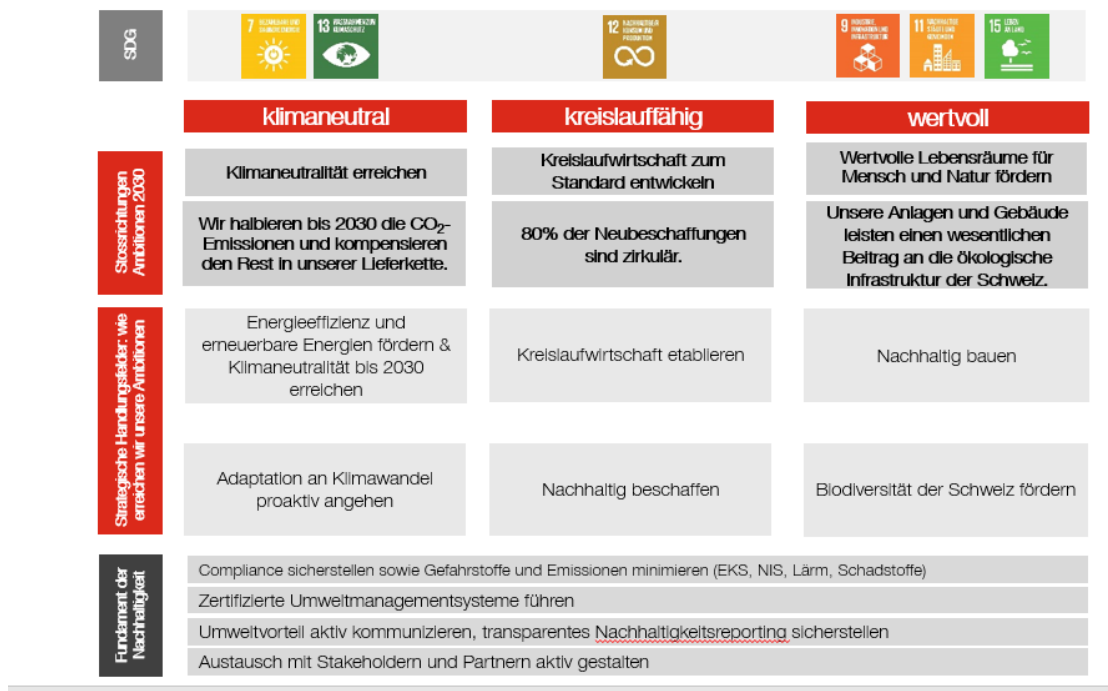 SDG
7 BEZAHLBARE UND SAUBERE ENERGIE
13 MASSNAHMEN ZUM KLIMASCHUTZ
12 NACHHALTIGER KONSUM UND PRODUKTION
9 INDUSTRIE, INNOVATION UND INFRASTRUKTUR
11 NACHHALTIGE STÄDTE UND GEMEINDEN
15 LEBEN AN LAND
klimaneutral
kreislauffähig
wertvoll
Stossrichtungen
Ambitionen 2030
Klimaneutralität erreichen
Kreislaufwirtschaft zum
Standard entwickeln
Wertvolle Lebensräume für
Mensch und Natur fördern
Wir halbieren bis 2030 die CO₂-
Emissionen und kompensieren
den Rest in unserer Lieferkette.
80% der Neubeschaffungen
sind zirkulär.
Unsere Anlagen und Gebäude
leisten einen wesentlichen
Beitrag an die ökologische
Infrastruktur der Schweiz.
Strategische Handlungsfelder: wie
erreichen wir unsere Ambitionen
Energieeffizienz und
erneuerbare Energien fördern &
Klimaneutralität bis 2030
erreichen
Kreislaufwirtschaft etablieren
Nachhaltig bauen
Adaptation an Klimawandel
proaktiv angehen
Nachhaltig beschaffen
Biodiversität der Schweiz fördern
Fundament der
Nachhaltigkeit
Compliance sicherstellen sowie Gefahrstoffe und Emissionen minimieren (EKS, NIS, Lärm, Schadstoffe)
Zertifizierte Umweltmanagementsysteme führen
Umweltvorteil aktiv kommunizieren, transparentes Nachhaltigkeitsreporting sicherstellen
Austausch mit Stakeholdern und Partnern aktiv gestalten